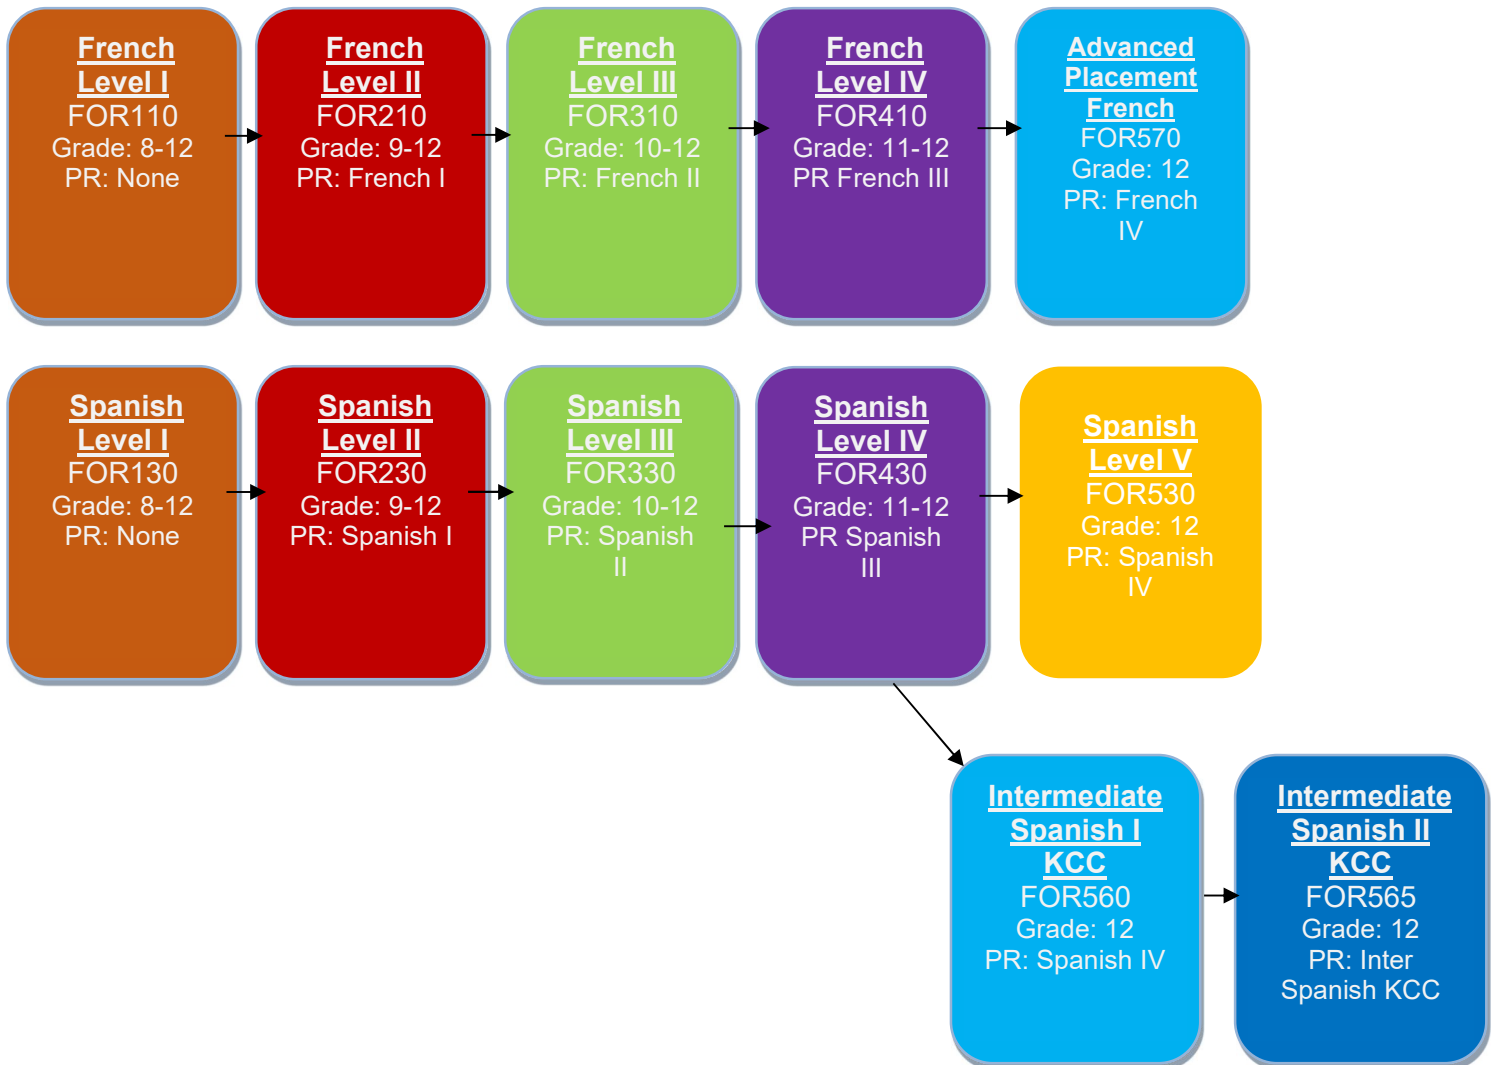 French
Level I
FOR110
Grade: 8-12
PR: None
French
Level II
FOR210
Grade: 9-12
PR: French I
French
Level III
FOR310
Grade: 10-12
PR: French II
French
Level IV
FOR410
Grade: 11-12
PR French III
Advanced
Placement
French
FOR570
Grade: 12
PR: French
IV
Spanish
Level I
FOR130
Grade: 8-12
PR: None
Spanish
Level II
FOR230
Grade: 9-12
PR: Spanish I
Spanish
Level III
FOR330
Grade: 10-12
PR: Spanish
II
Spanish
Level IV
FOR430
Grade: 11-12
PR Spanish
III
Spanish
Level V
FOR530
Grade: 12
PR: Spanish
IV
Intermediate
Spanish I
KCC
FOR560
Grade: 12
PR: Spanish IV
Intermediate
Spanish II
KCC
FOR565
Grade: 12
PR: Inter
Spanish KCC